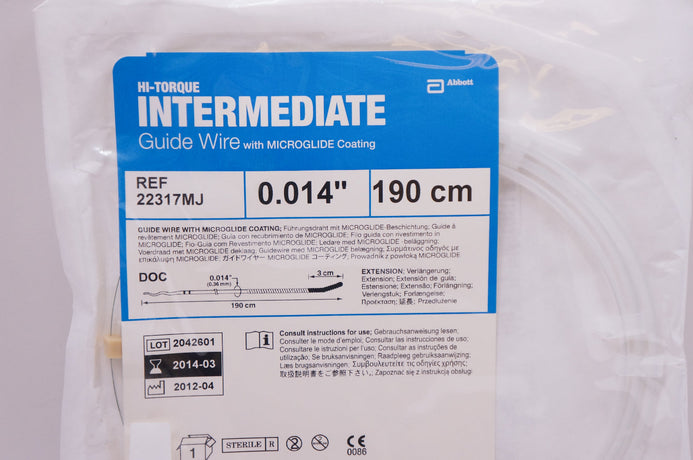 HI-TORQUE
INTERMEDIATE
Guide Wire with MICROGLIDE Coating
Abbott
REF
22317MJ
0.014"
190 cm
GUIDE WIRE WITH MICROGLIDE COATING; Führungsdraht mit MICROGLIDE-Beschichtung; Guide à
revêtement MICROGLIDE; Guía con recubrimiento de MICROGLIDE; Filo guida con rivestimento in
MICROGLIDE; Fio-Guia com Revestimento MICROGLIDE; Ledare med MICROGLIDE-beläggning;
Voerdraad met MICROGLIDE deklaag; Guidewire med MICROGLIDE belægning; Συρμάτινος οδηγός με
επικάλυψη MICROGLIDE; ガイドワイヤー MICROGLIDE コーティング; Prowadnik z powłoką MICROGLIDE
DOC
0.014"
(0.36 mm)
3 cm
190 cm
EXTENSION: Verlängerung;
Extension; Extensión de guía;
Estensione; Extensão; Förlängning;
Verlengstuk; Forlængelse;
Προέκταση; 延長; Przedłużenie
LOT 2042601
2014-03
2012-04
Consult instructions for use; Gebrauchsanweisung lesen;
Consulter le mode d'emploi; Consultar las instrucciones de uso;
Consultare le istruzioni per l'uso; Consultar as instruções de
utilização; Se bruksanvisningen; Raadpleeg gebruiksaanwijzing;
Læs brugsanvisningen; Συμβουλευτείτε τις οδηγίες χρήσης;
取扱説明書をご参照下さい。; Zapoznać się z instrukcją obsługi
1
STERILE R
2
CE
0086